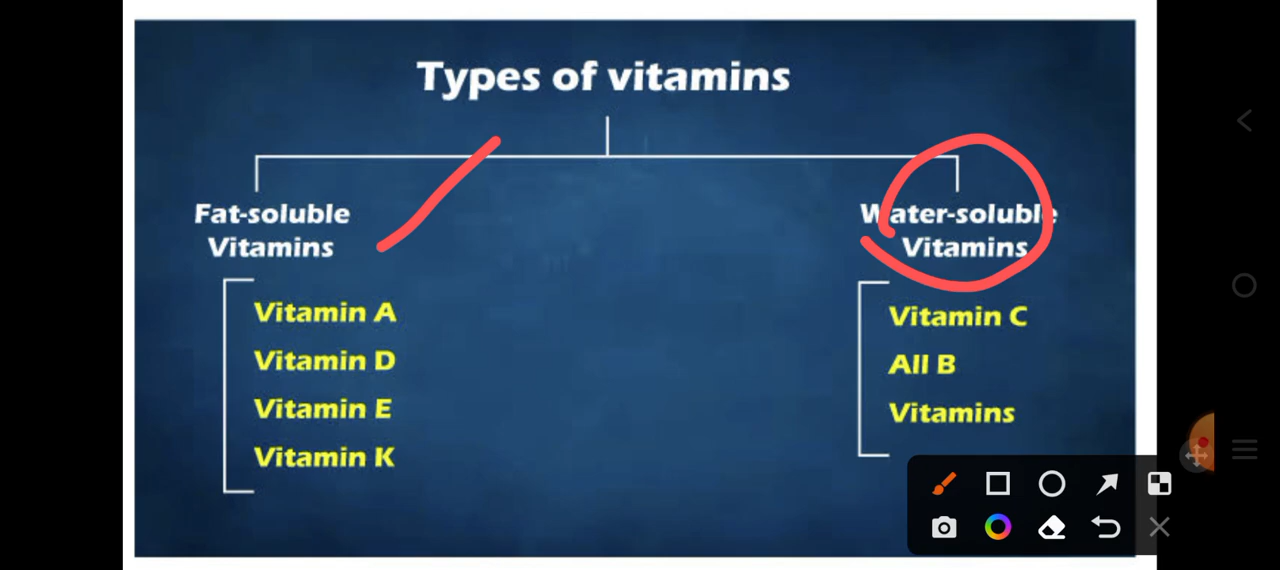 Types of vitamins
Fat-soluble
Vitamins
Vitamin A
Vitamin D
Vitamin E
Vitamin K
Water-soluble
Vitamins
Vitamin C
All B
Vitamins